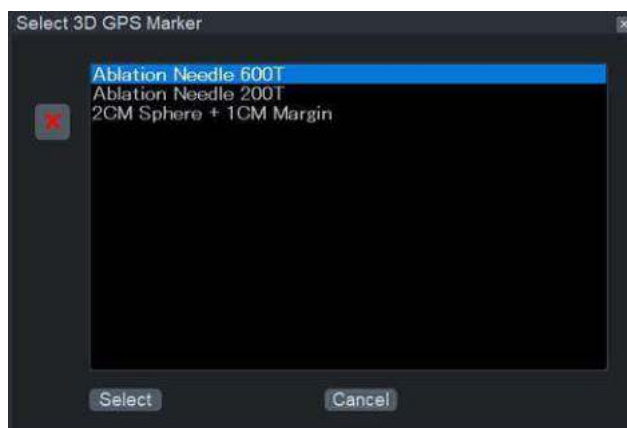 Select 3D GPS Marker
Ablation Needle 600T
Ablation Needle 200T
2CM Sphere + 1CM Margin
Select
Cancel